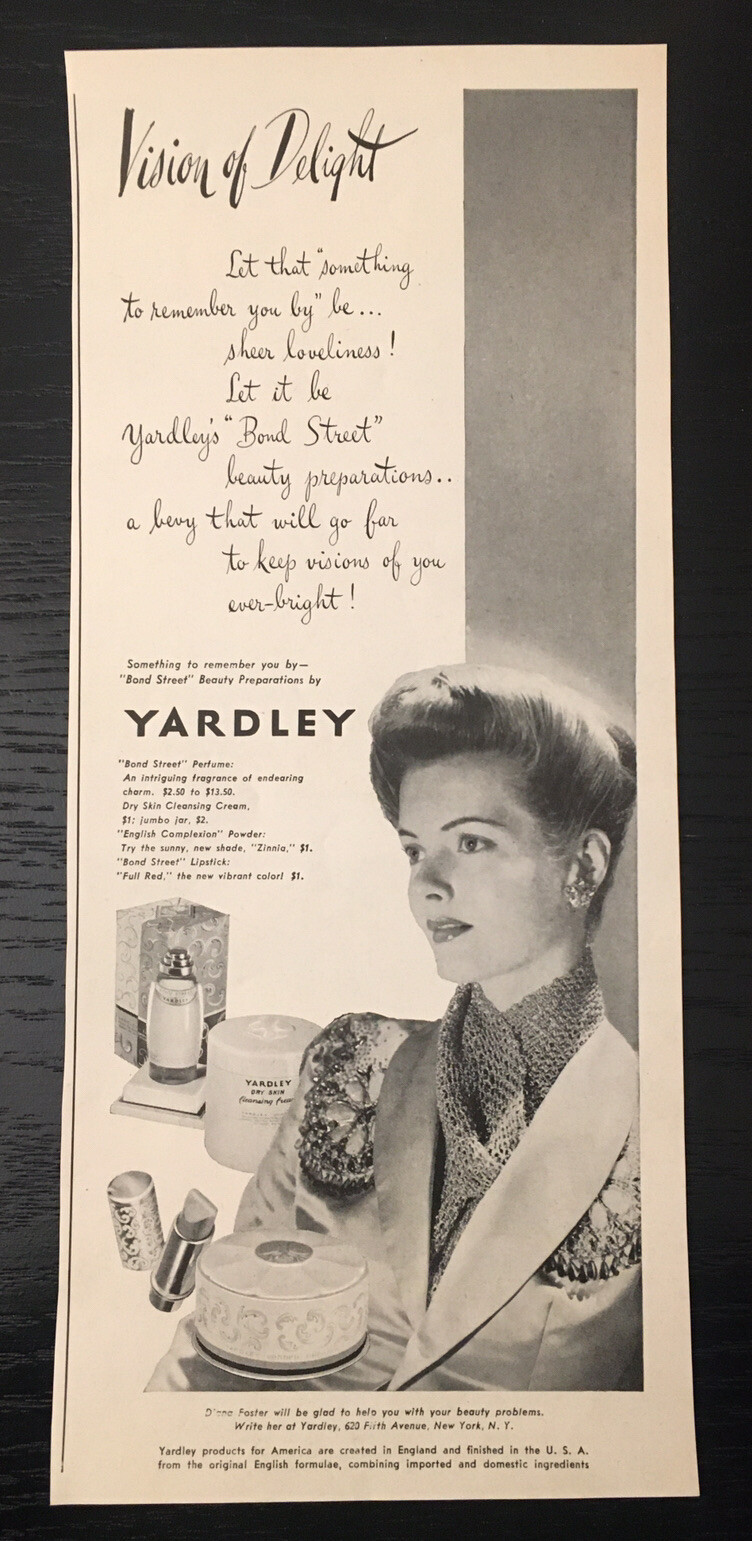 Vision of Delight
Let that "something
to remember you by" be...
sheer loveliness!
Let it be
Yardley's "Bond Street"
beauty preparations..
a bevy that will go far
to keep visions of you
ever-bright!
Something to remember you by—
"Bond Street" Beauty Preparations by
YARDLEY
"Bond Street" Perfume:
An intriguing fragrance of endearing
charm. $2.50 to $13.50.
Dry Skin Cleansing Cream,
$1; jumbo jar, $2.
"English Complexion" Powder:
Try the sunny, new shade, "Zinnia," $1.
"Bond Street" Lipstick:
"Full Red," the new vibrant color! $1.
YARDLEY
YARDLEY
DRY SKIN
Cleansing Cream
Foster will be glad to help you with your beauty problems.
Write her at Yardley, 620 Fifth Avenue, New York, N. Y.
Yardley products for America are created in England and finished in the U. S. A.
from the original English formulae, combining imported and domestic ingredients